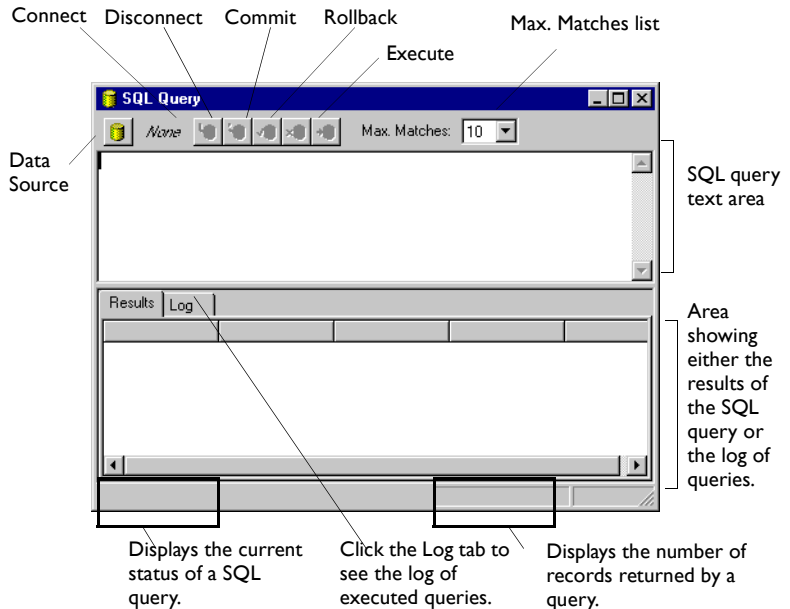 Connect Disconnect Commit Rollback Max. Matches list
Execute
SQL Query
None Max. Matches: 10
Data
Source
SQL query
text area
Results Log
Area
showing
either the
results of
the SQL
query or
the log of
queries.
Displays the current
status of a SQL
query.
Click the Log tab to
see the log of
executed queries.
Displays the number of
records returned by a
query.